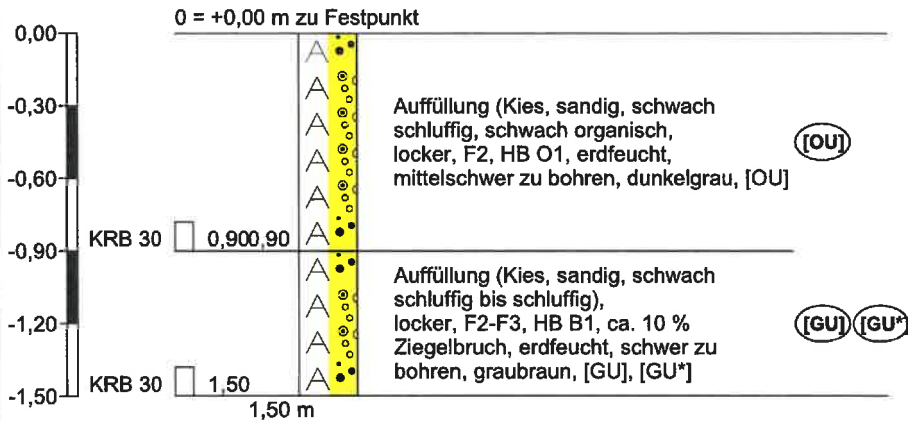 0 = +0,00 m zu Festpunkt
0,00
-0,30
-0,60
-0,90
-1,20
-1,50
A
A
A
A
A
A
Auffüllung (Kies, sandig, schwach
schluffig, schwach organisch,
locker, F2, HB O1, erdfeucht,
mittelschwer zu bohren, dunkelgrau, [OU]
[OU]
KRB 30 0,900,90
A
A
A
A
Auffüllung (Kies, sandig, schwach
schluffig bis schluffig),
locker, F2-F3, HB B1, ca. 10 %
Ziegelbruch, erdfeucht, schwer zu
bohren, graubraun, [GU], [GU*]
[GU] [GU*]
KRB 30 1,50
1,50 m